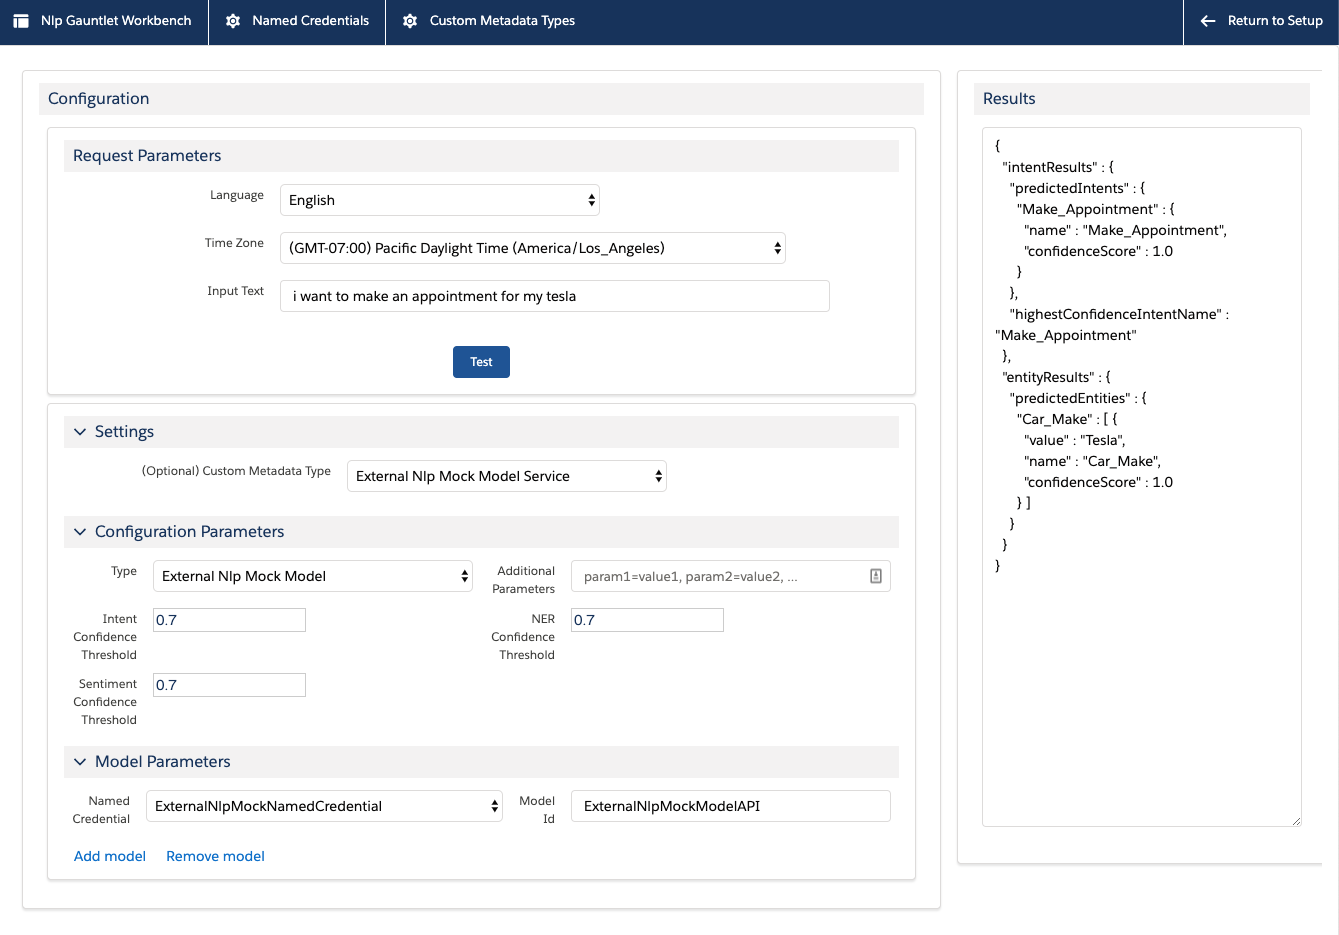 Nlp Gauntlet Workbench
Named Credentials
Custom Metadata Types
Return to Setup
Configuration
Request Parameters
Language
English
Time Zone
(GMT-07:00) Pacific Daylight Time (America/Los_Angeles)
Input Text
i want to make an appointment for my tesla
Test
Settings
(Optional) Custom Metadata Type
External Nlp Mock Model Service
Configuration Parameters
Type
External Nlp Mock Model
Additional
Parameters
param1=value1, param2=value2, ...
Intent
Confidence
Threshold
0.7
NER
Confidence
Threshold
0.7
Sentiment
Confidence
Threshold
0.7
Model Parameters
Named
Credential
ExternalNlpMockNamedCredential
Model
Id
ExternalNlpMockModelAPI
Add model
Remove model
Results
{
"intentResults" : {
"predictedIntents" : {
"Make_Appointment" : {
"name" : "Make_Appointment",
"confidenceScore" : 1.0
}
},
"highestConfidenceIntentName" :
"Make_Appointment"
},
"entityResults" : {
"predictedEntities" : {
"Car_Make" : [ {
"value" : "Tesla",
"name" : "Car_Make",
"confidenceScore" : 1.0
} ]
}
}
}